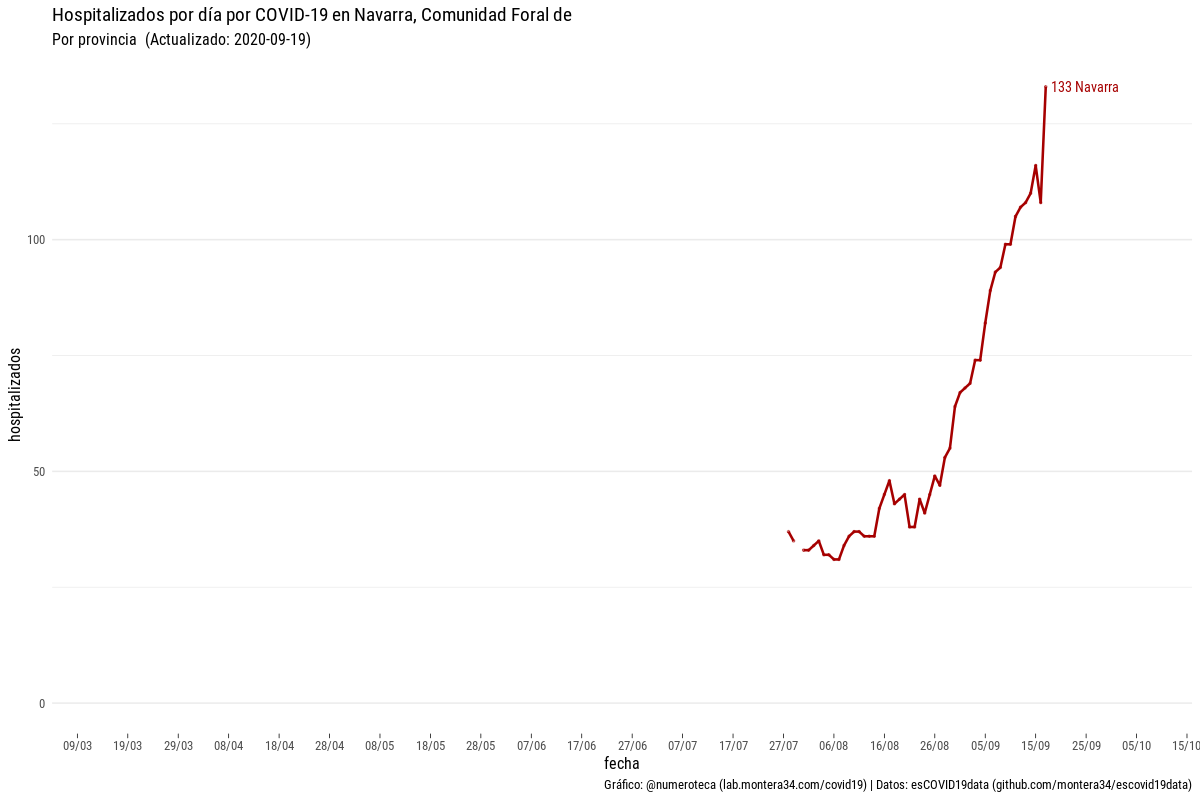 Hospitalizados por día por COVID-19 en Navarra, Comunidad Foral de
Por provincia (Actualizado: 2020-09-19)
133 Navarra
hospitalizados
100
50
0
09/03 19/03 29/03 08/04 18/04 28/04 08/05 18/05 28/05 07/06 17/06 27/06 07/07 17/07 27/07 06/08 16/08 26/08 05/09 15/09 25/09 05/10 15/10
fecha
Gráfico: @numeroteca (lab.montera34.com/covid19) | Datos: esCOVID19data (github.com/montera34/escovid19data)